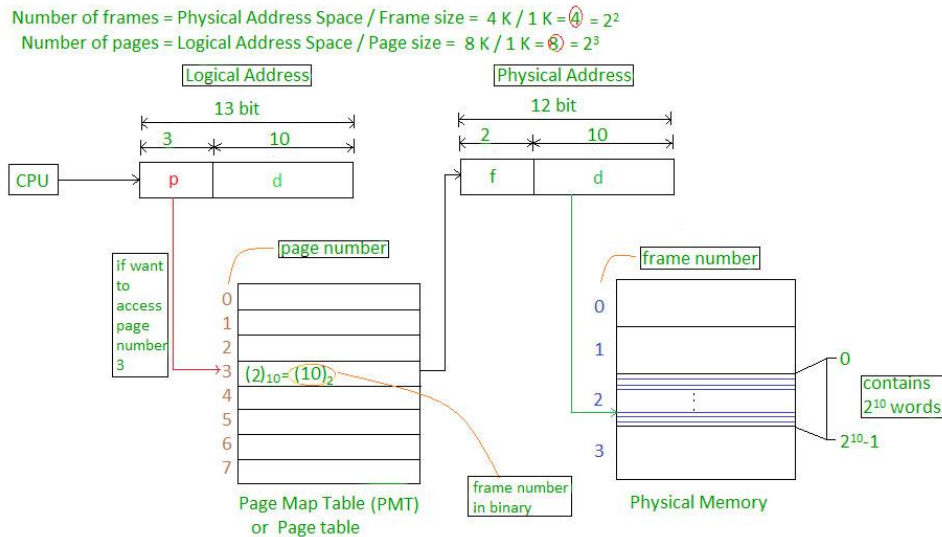 Number of frames = Physical Address Space / Frame size = 4 K / 1 K = 4 = 2²
Number of pages = Logical Address Space / Page size = 8 K / 1 K = 8 = 2³
Logical Address
Physical Address
13 bit
12 bit
3
10
2
10
CPU
p
d
f
d
if want
to
access
page
number
3
page number
frame number
0
1
2
3
(2)₁₀ = (10)₂
4
5
6
7
0
1
2
3
⋮
0
2¹⁰-1
contains
2¹⁰ words
frame number
in binary
Page Map Table (PMT)
or Page table
Physical Memory